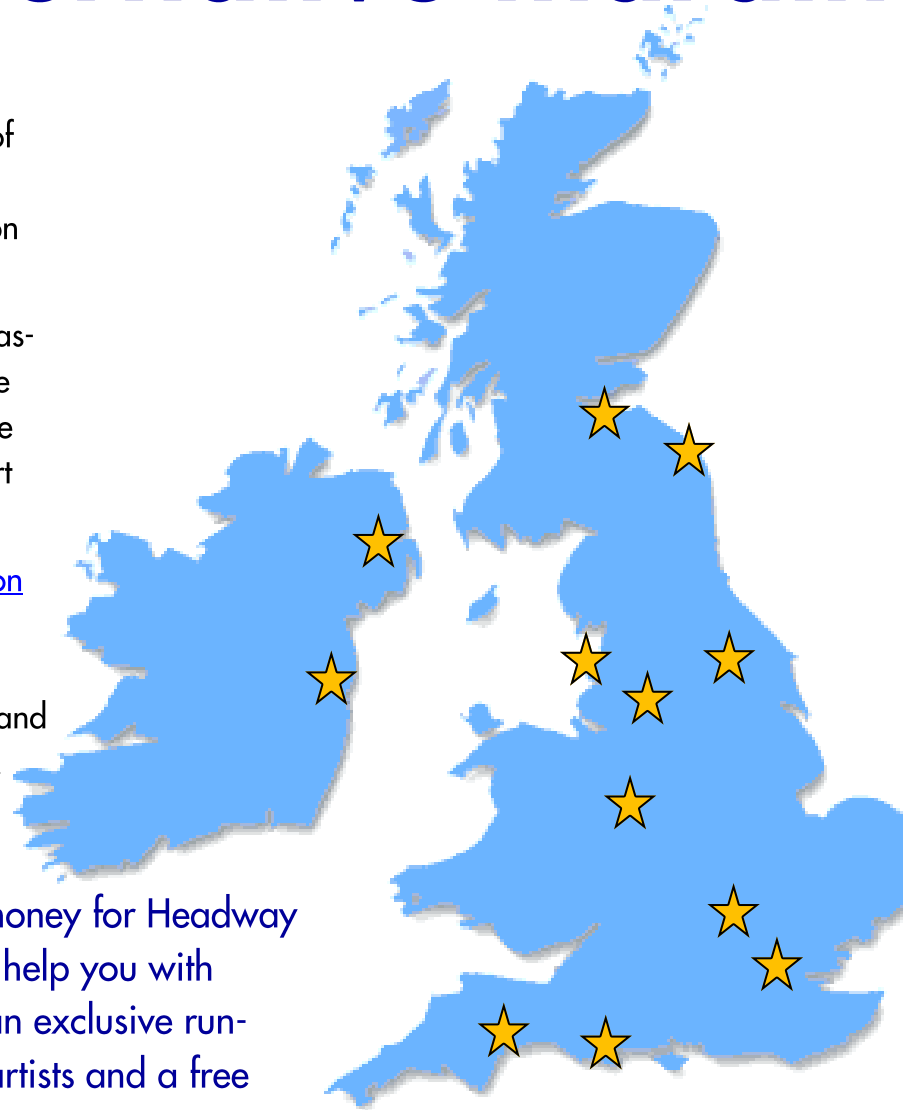 of
on
as-
e
e
rt
on
and
money for Headway
help you with
an exclusive run-
artists and a free